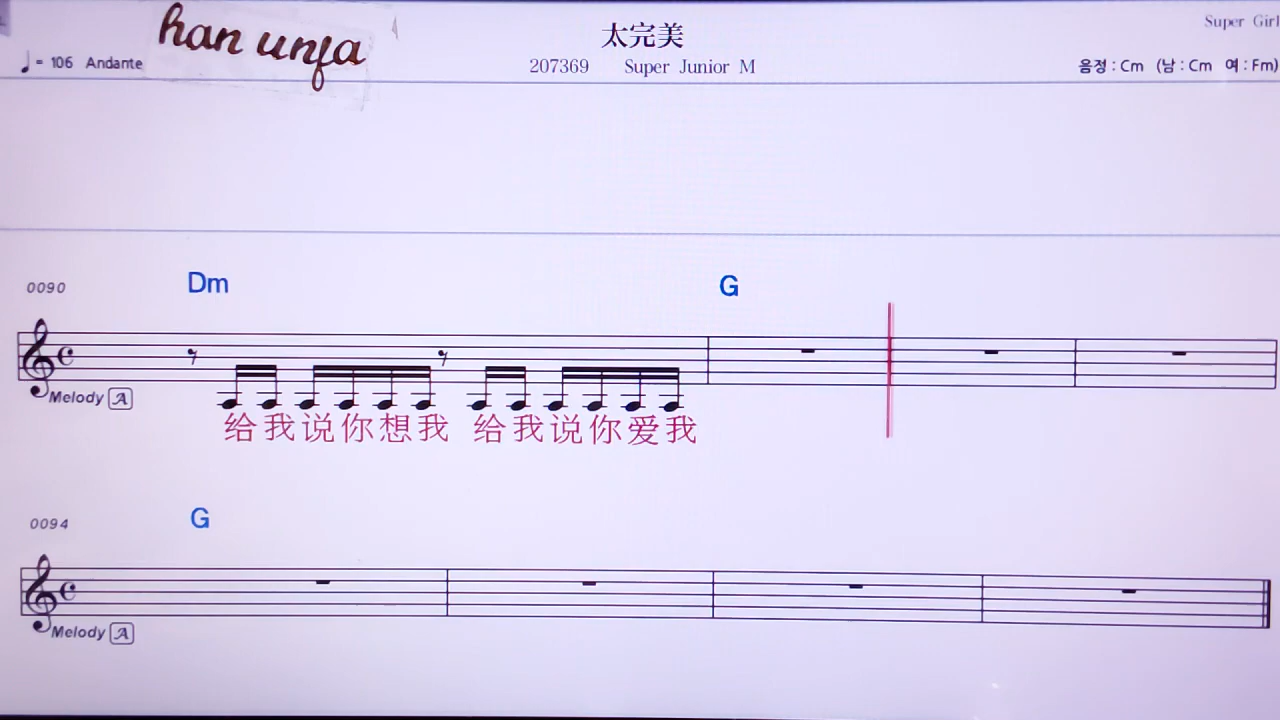 han unfa
太完美
Super Girl
♩ = 106 Andante
207369 Super Junior M
음정 : Cm (남 : Cm 여 : Fm)
0090 Dm G
Melody A
给我说你想我 给我说你爱我
0094 G
Melody A